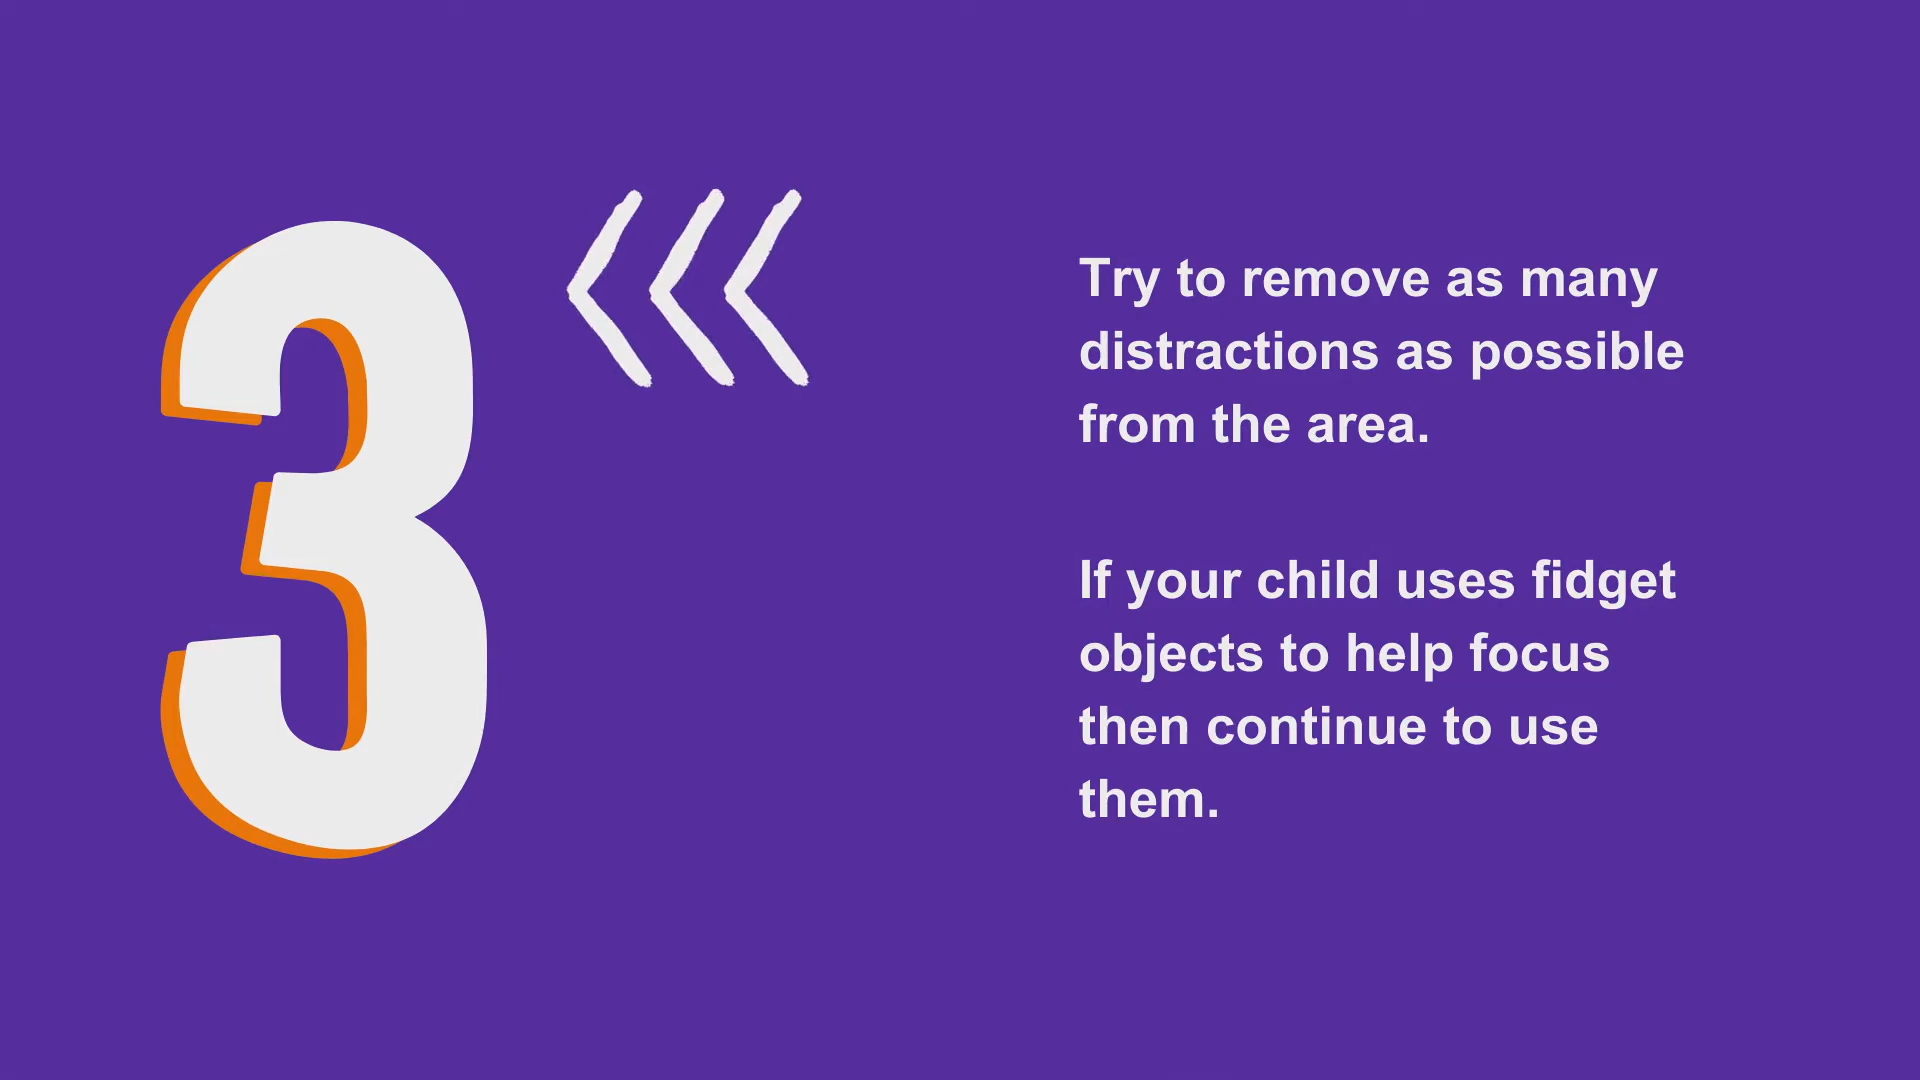 3
Try to remove as many
distractions as possible
from the area.
If your child uses fidget
objects to help focus
then continue to use
them.